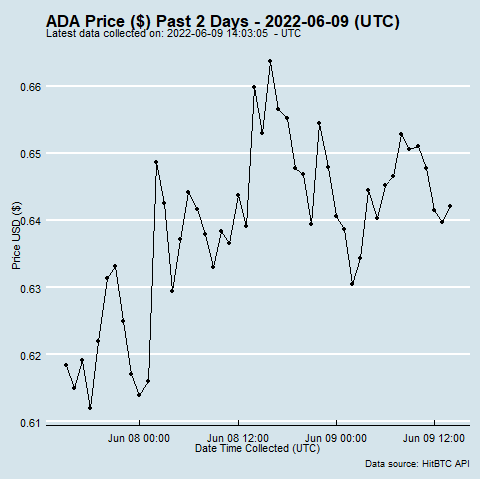 ADA Price ($) Past 2 Days - 2022-06-09 (UTC)
Latest data collected on: 2022-06-09 14:03:05  - UTC
Price USD ($)
0.66
0.65
0.64
0.63
0.62
0.61
Jun 08 00:00
Jun 08 12:00
Jun 09 00:00
Jun 09 12:00
Date Time Collected (UTC)
Data source: HitBTC API